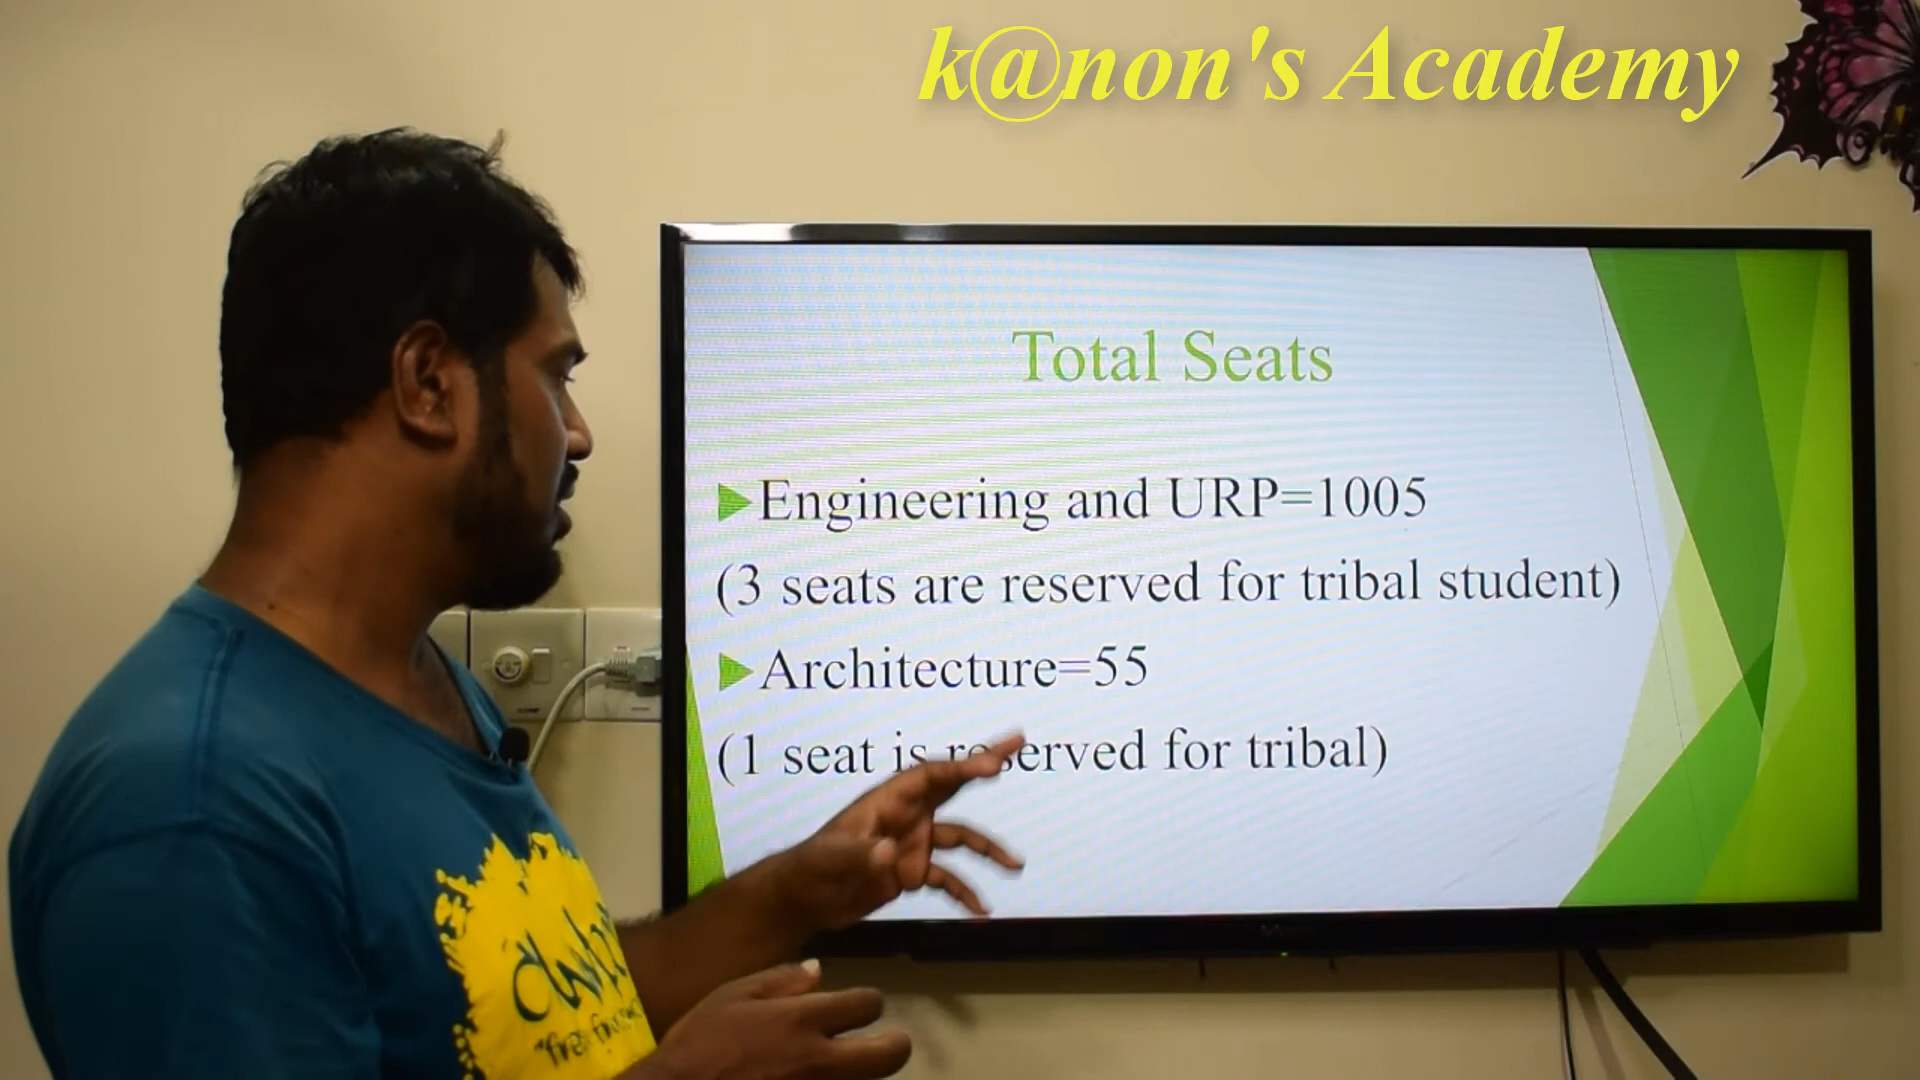 k@non's Academy
Total Seats
Engineering and URP=1005
(3 seats are reserved for tribal student)
Architecture=55
(1 seat is reserved for tribal)